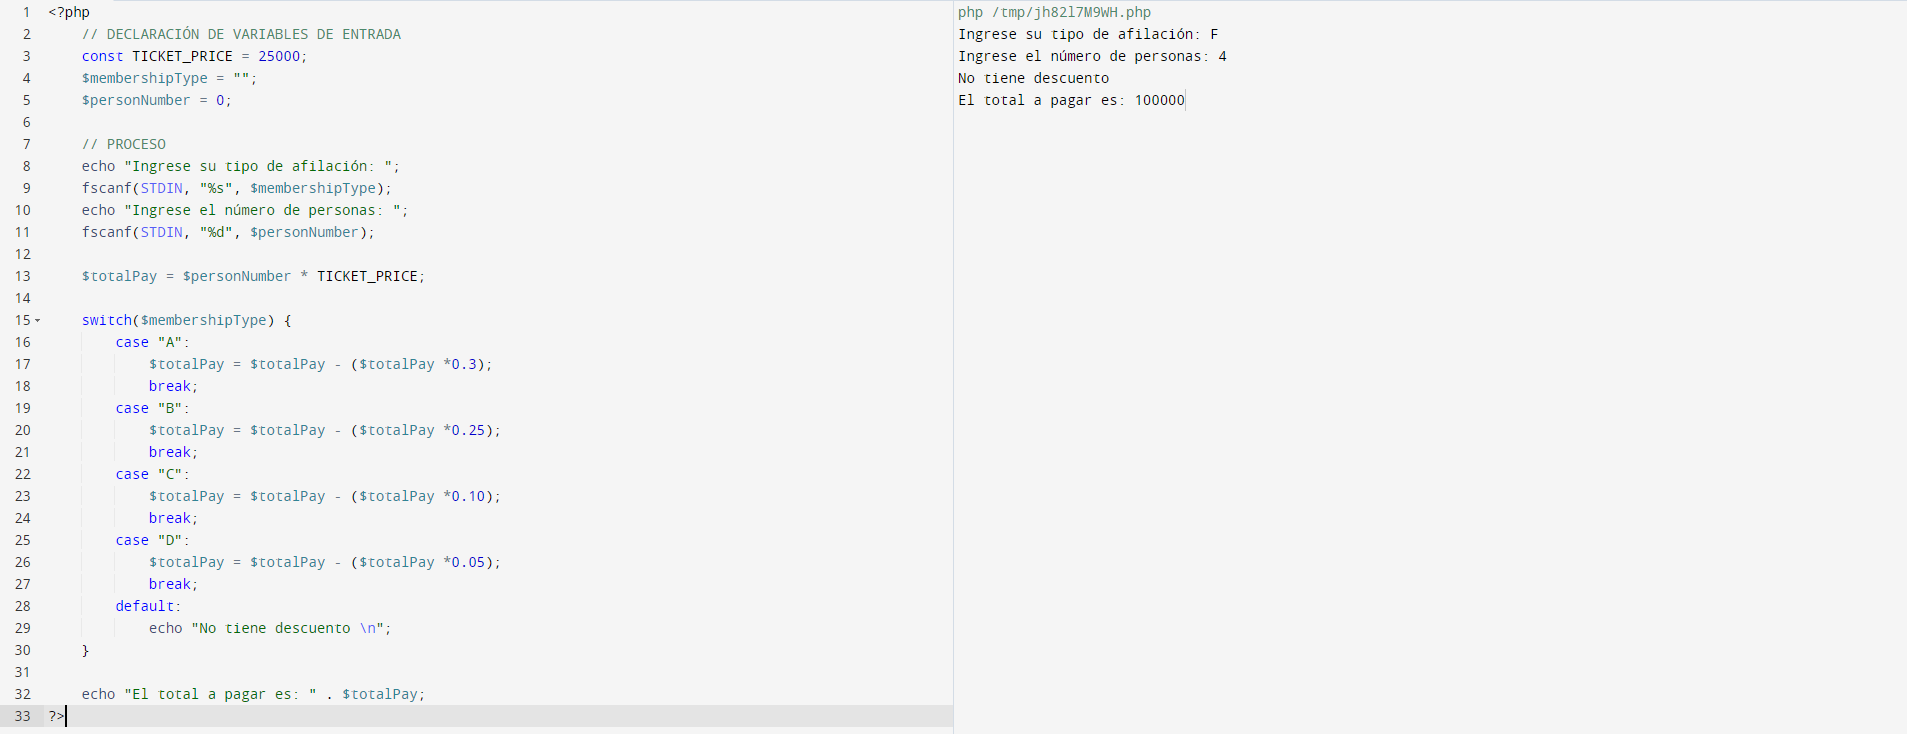 1 <?php
2 // DECLARACIÓN DE VARIABLES DE ENTRADA
3 const TICKET_PRICE = 25000;
4 $membershipType = "";
5 $personNumber = 0;
6
7 // PROCESO
8 echo "Ingrese su tipo de afilación: ";
9 fscanf(STDIN, "%s", $membershipType);
10 echo "Ingrese el número de personas: ";
11 fscanf(STDIN, "%d", $personNumber);
12
13 $totalPay = $personNumber * TICKET_PRICE;
14
15 switch($membershipType) {
16 case "A":
17 $totalPay = $totalPay - ($totalPay *0.3);
18 break;
19 case "B":
20 $totalPay = $totalPay - ($totalPay *0.25);
21 break;
22 case "C":
23 $totalPay = $totalPay - ($totalPay *0.10);
24 break;
25 case "D":
26 $totalPay = $totalPay - ($totalPay *0.05);
27 break;
28 default:
29 echo "No tiene descuento \n";
30 }
31
32 echo "El total a pagar es: " . $totalPay;
33 ?>
php /tmp/jh82l7M9WH.php
Ingrese su tipo de afilación: F
Ingrese el número de personas: 4
No tiene descuento
El total a pagar es: 100000